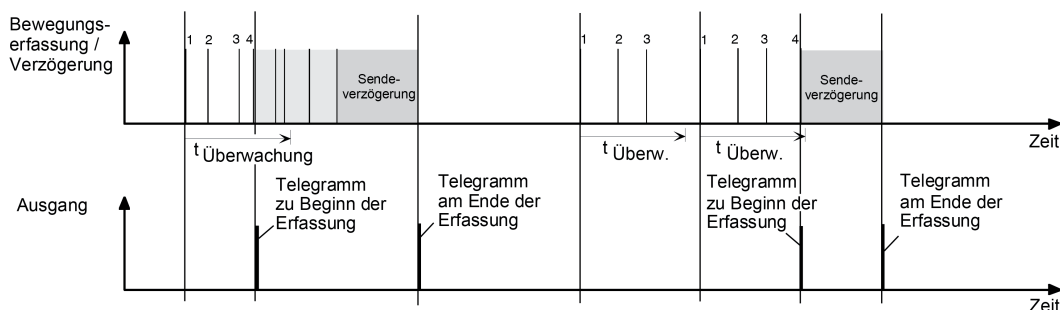 Bewegungs-
erfassung /
Verzögerung
1 2 3 4
1 2 3
1 2 3 4
Sende-
verzögerung
Sende-
verzögerung
Zeit
t Überwachung
t Überw.
t Überw.
Ausgang
Telegramm
zu Beginn der
Erfassung
Telegramm
am Ende der
Erfassung
Telegramm
zu Beginn der
Erfassung
Telegramm
am Ende der
Erfassung
Zeit